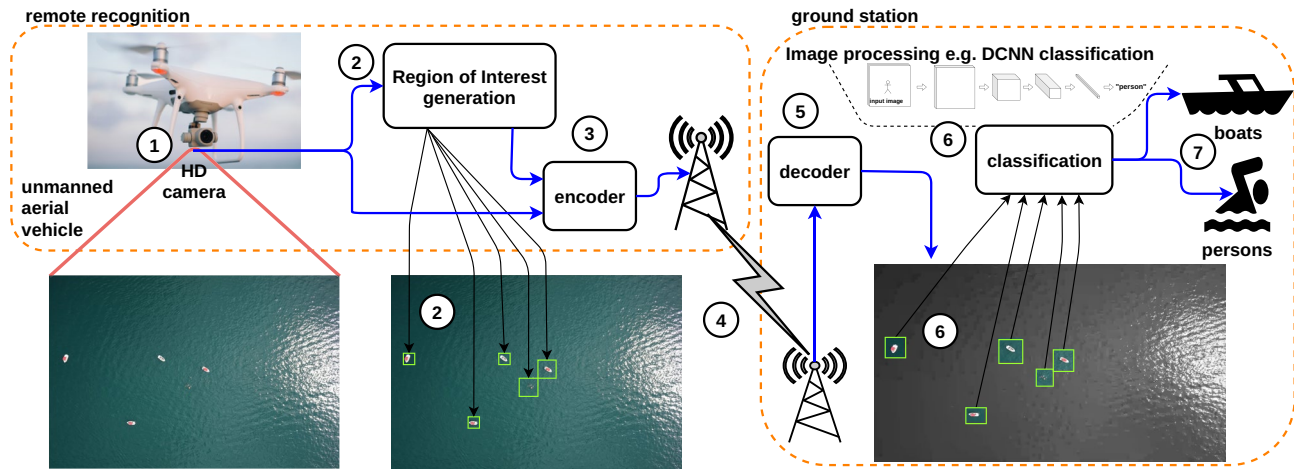 remote recognition
ground station
1
2
Region of Interest
generation
3
encoder
HD
camera
unmanned
aerial
vehicle
2
4
Image processing e.g. DCNN classification
input image
"person"
5
decoder
6
classification
boats
7
persons
6